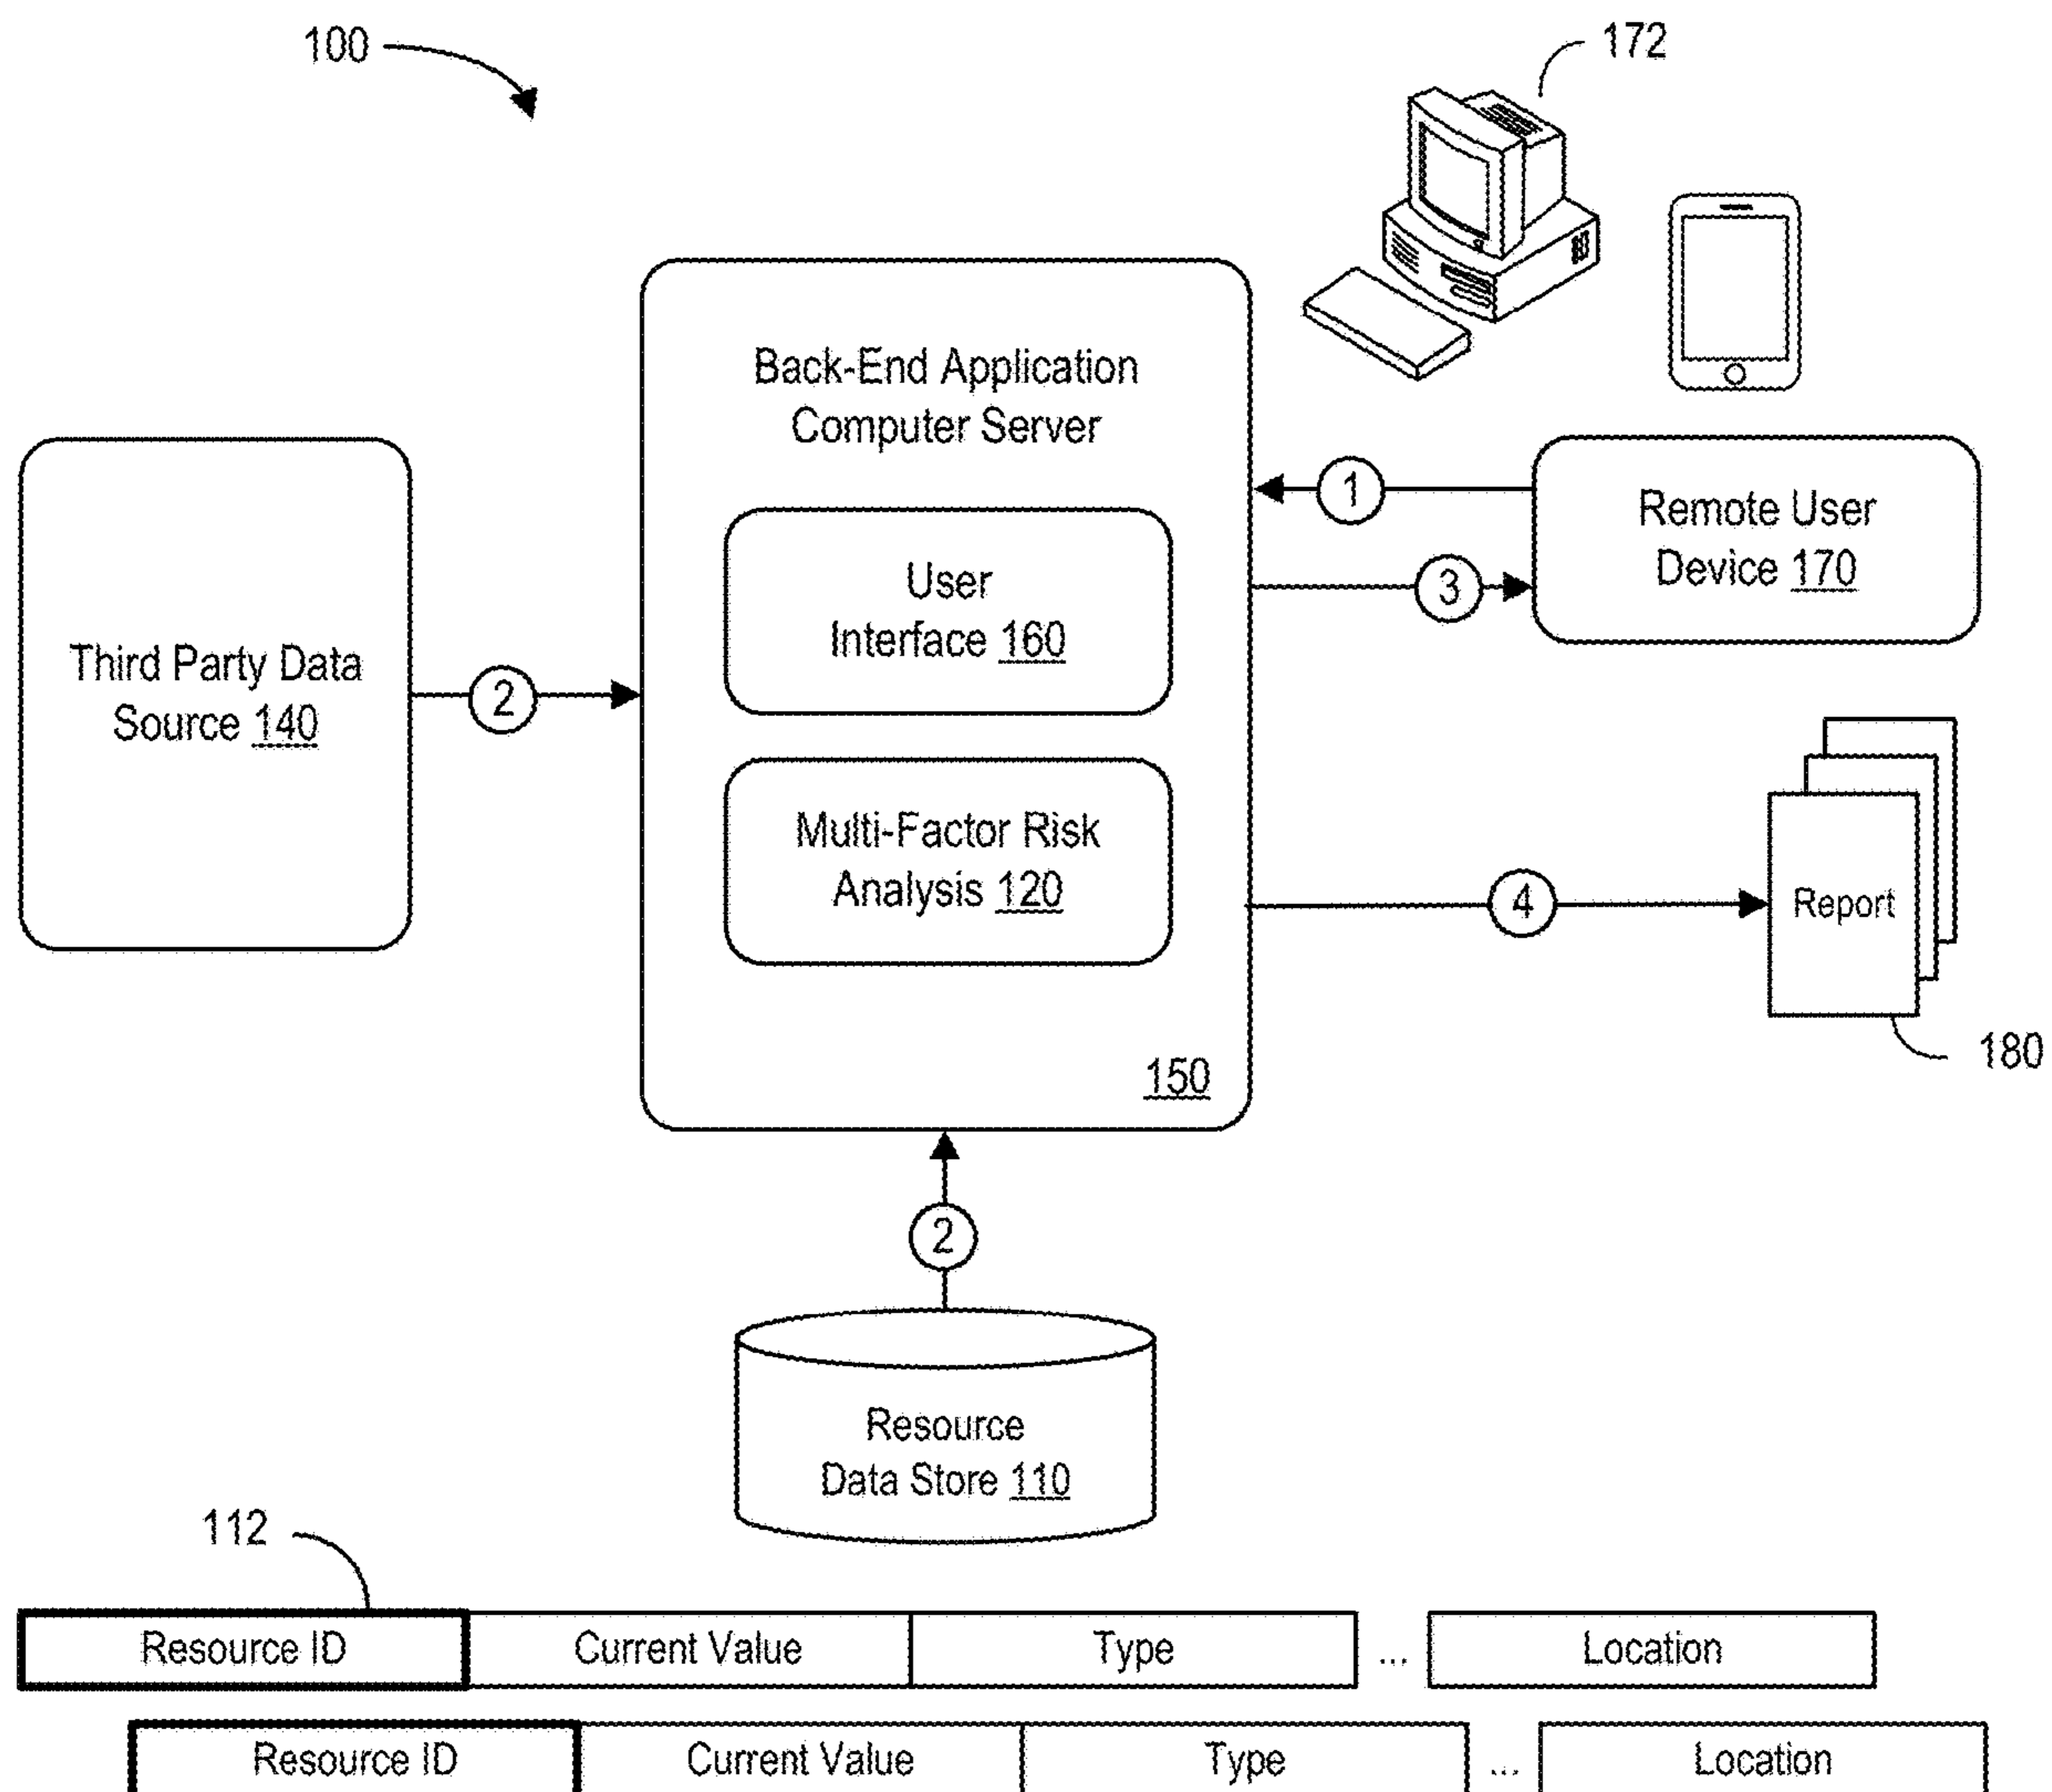 100
172
Back-End Application
Computer Server
1
Remote User
Device 170
3
User
Interface 160
Third Party Data
Source 140
2
Multi-Factor Risk
Analysis 120
4
Report
180
150
2
Resource
Data Store 110
112
Resource ID Current Value Type ... Location
Resource ID Current Value Type ... Location